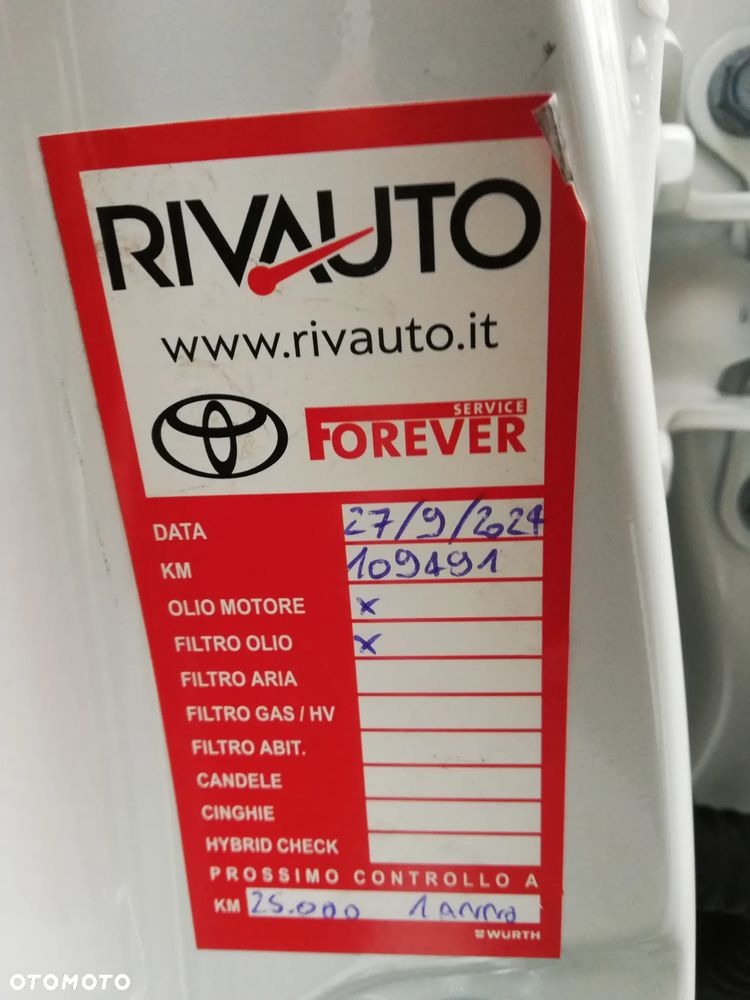 RIVAUTO
www.rivauto.it
SERVICE
FOREVER
DATA 27/9/2024
KM 109491
OLIO MOTORE x
FILTRO OLIO x
FILTRO ARIA
FILTRO GAS / HV
FILTRO ABIT.
CANDELE
CINGHIE
HYBRID CHECK
PROSSIMO CONTROLLO A
KM 25.000 1 ANNO
WÜRTH
OTOMOTO